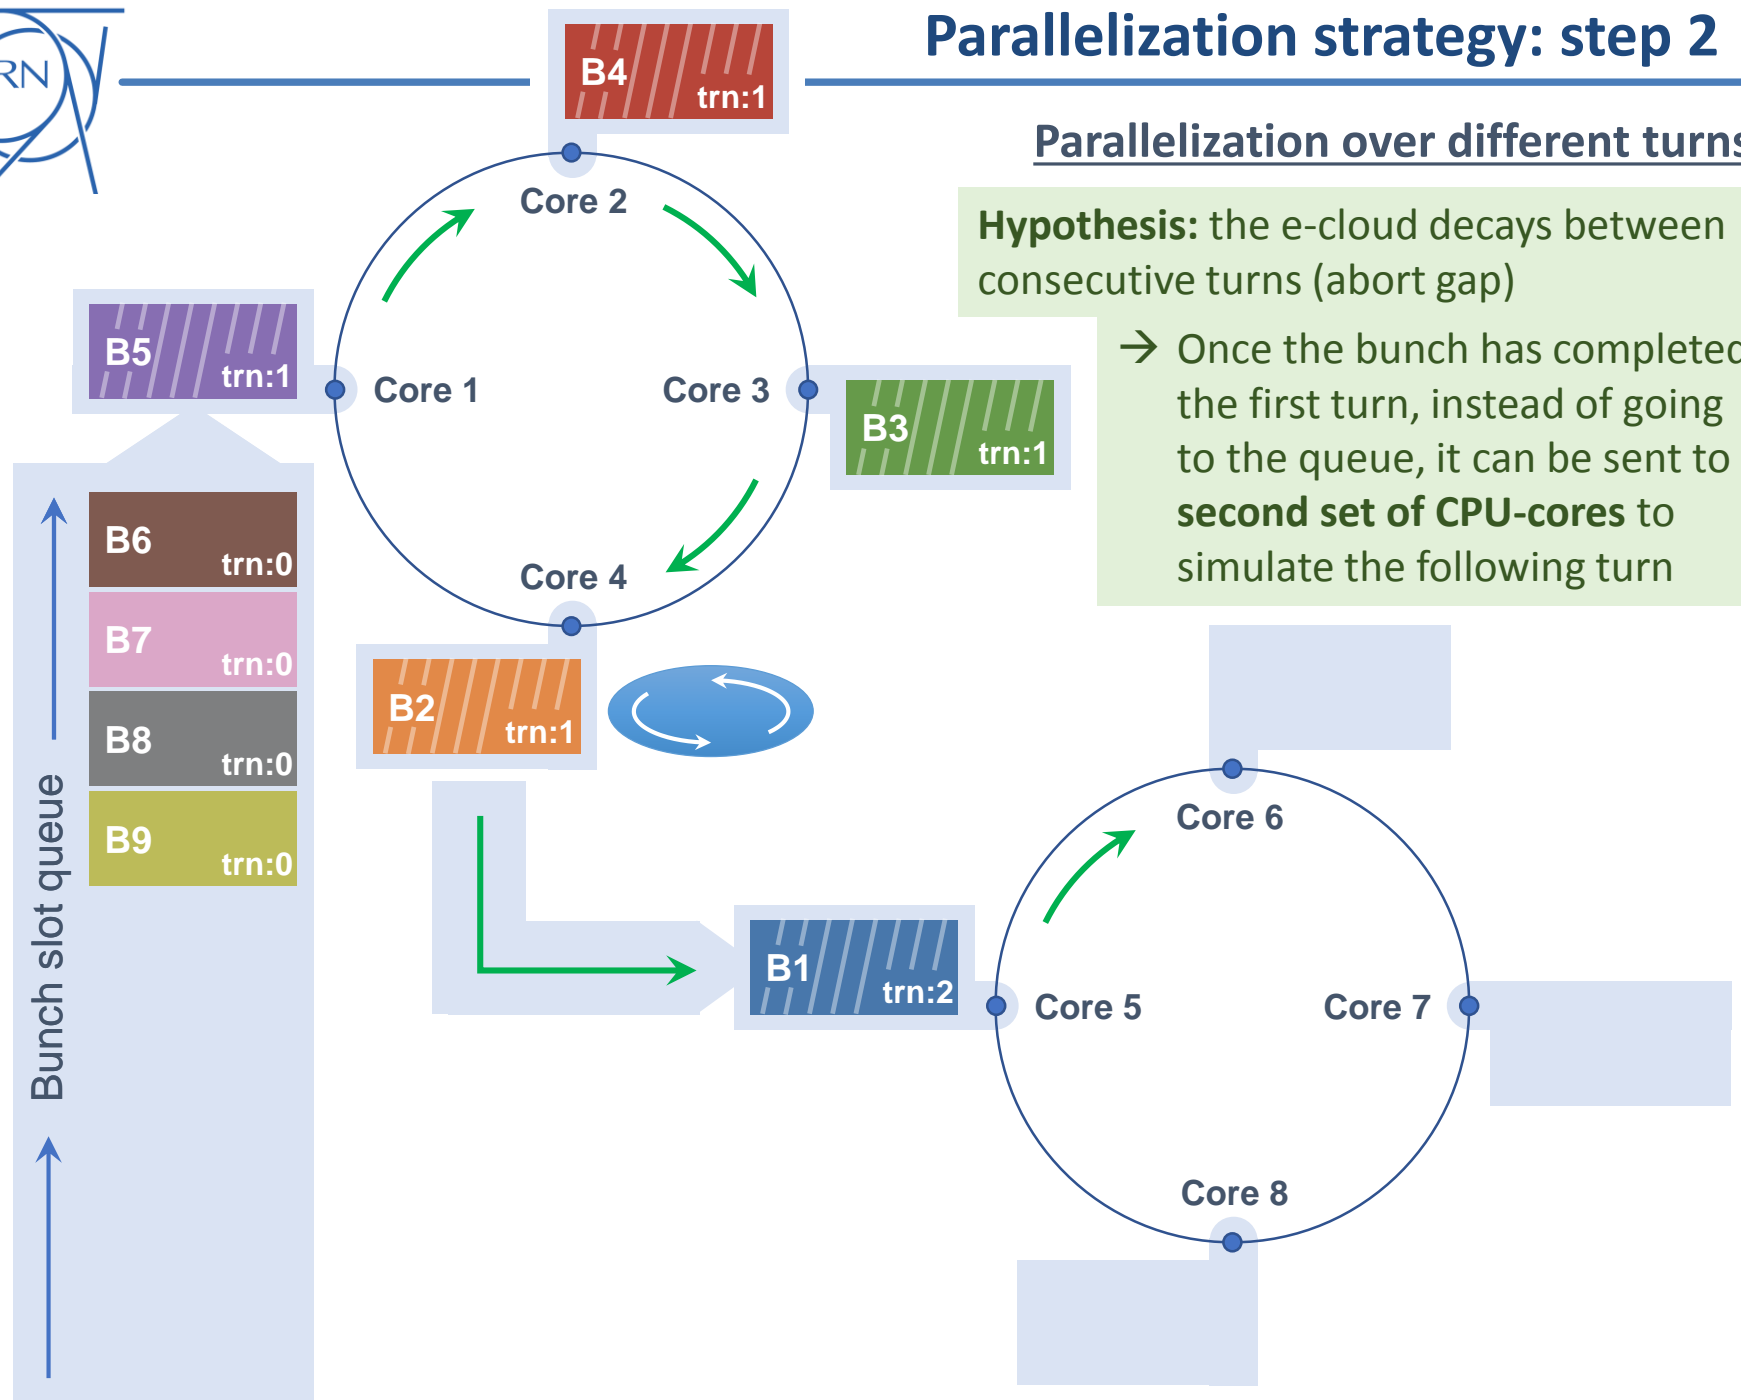 RN
Parallelization strategy: step 2
Parallelization over different turns
Hypothesis: the e-cloud decays between
consecutive turns (abort gap)
→ Once the bunch has completed
the first turn, instead of going
to the queue, it can be sent to
second set of CPU-cores to
simulate the following turn
B4
trn:1
Core 2
B5
trn:1
Core 1
Core 3
B3
trn:1
Core 4
B2
trn:1
B6
trn:0
B7
trn:0
B8
trn:0
B9
trn:0
Bunch slot queue
B1
trn:2
Core 6
Core 5
Core 7
Core 8